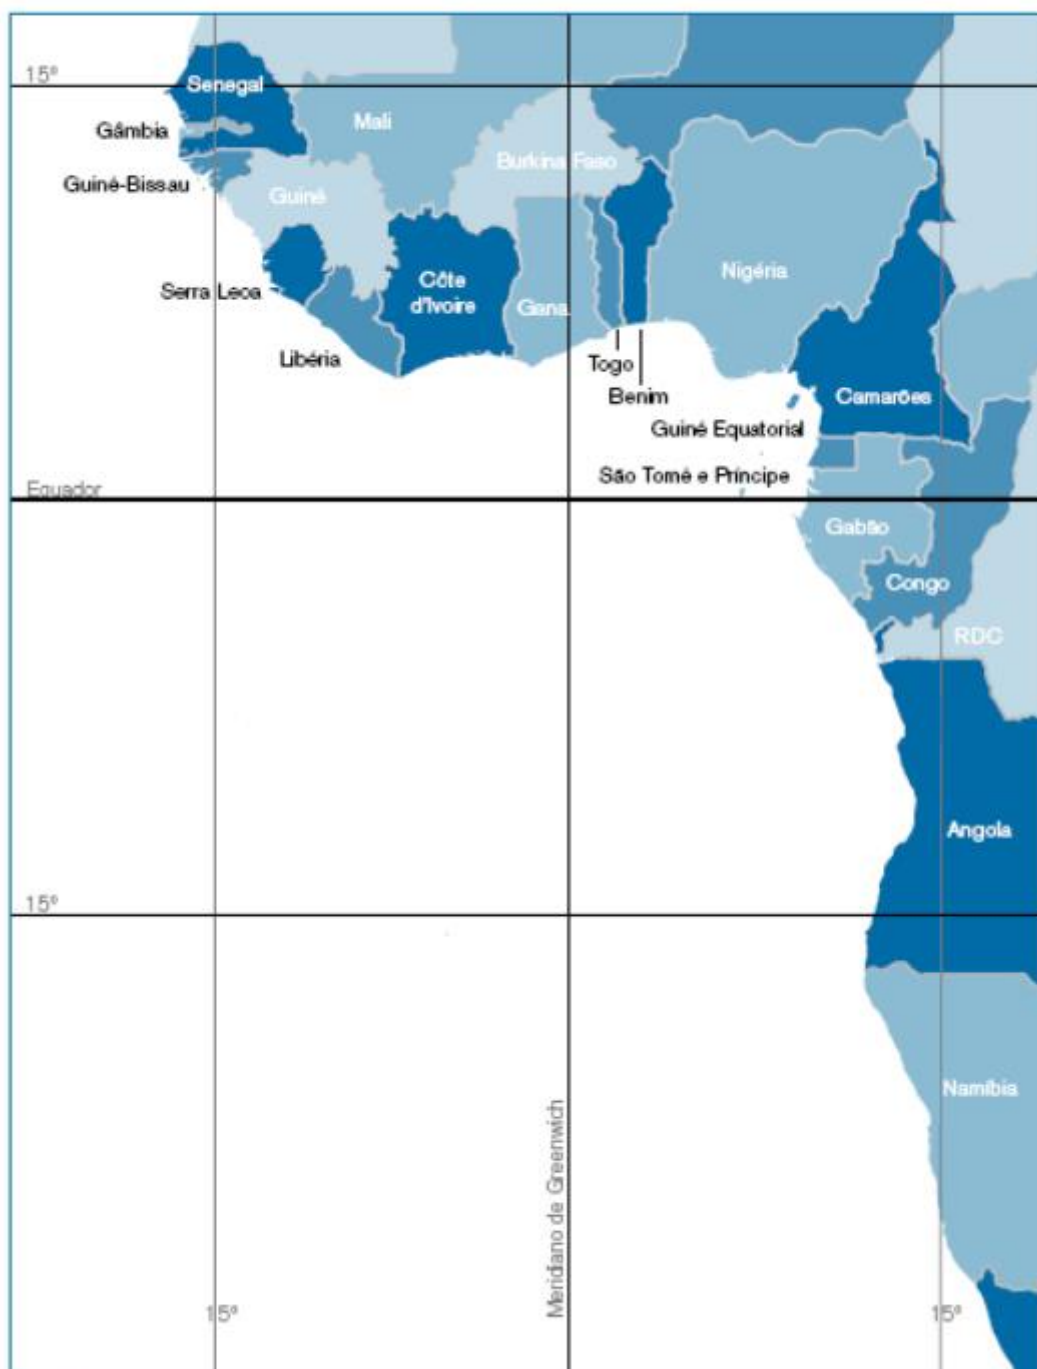 15º
Senegal
Mali
Gâmbia
Burkina Faso
Guiné-Bissau
Guiné
Nigéria
Côte
d'Ivoire
Serra Leoa
Gana
Libéria
Togo
Benim
Camarões
Guiné Equatorial
São Tomé e Príncipe
Equador
Gabão
Congo
RDC
Angola
15º
Namíbia
Meridiano de Greenwich
15º
15º